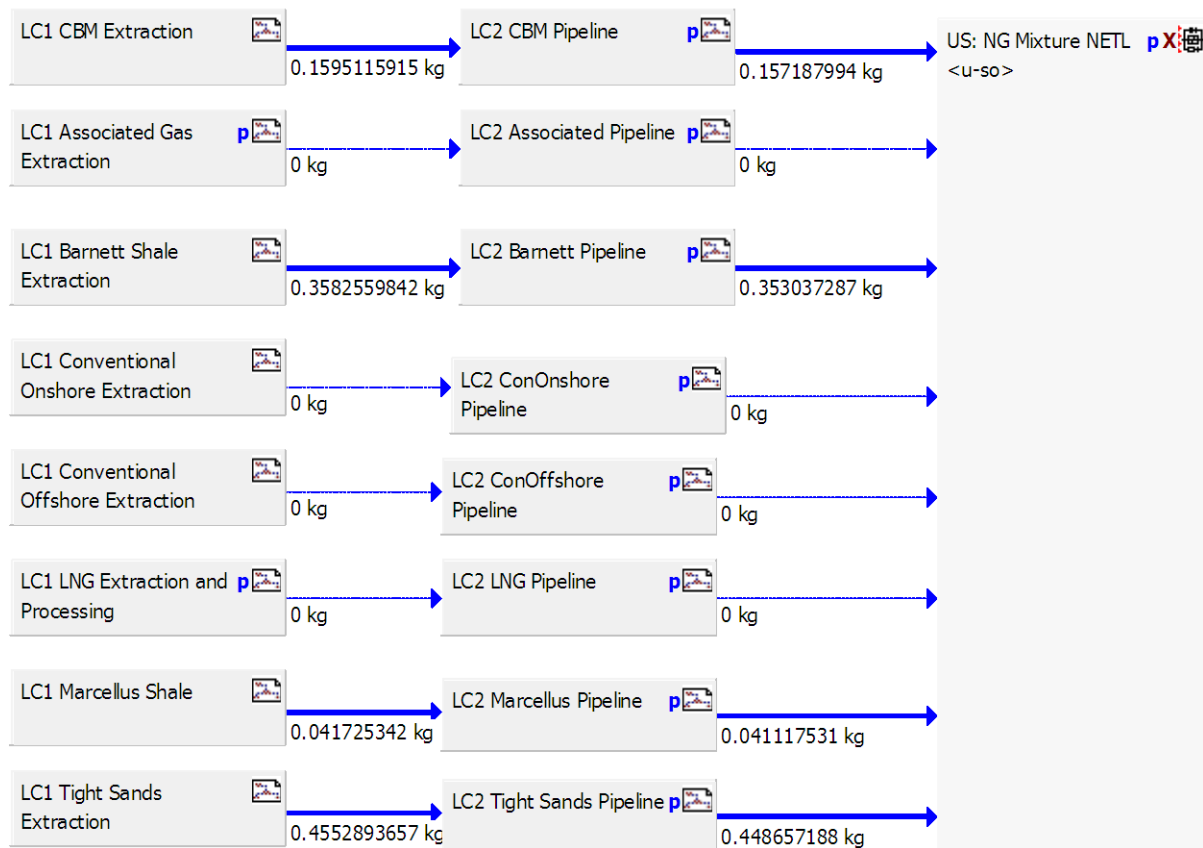 LC1 CBM Extraction
0.1595115915 kg
LC2 CBM Pipeline
p
0.157187994 kg
US: NG Mixture NETL
p X
<u-so>
LC1 Associated Gas
Extraction
p
0 kg
LC2 Associated Pipeline
p
0 kg
LC1 Barnett Shale
Extraction
0.3582559842 kg
LC2 Barnett Pipeline
p
0.353037287 kg
LC1 Conventional
Onshore Extraction
0 kg
LC2 ConOnshore
Pipeline
p
0 kg
LC1 Conventional
Offshore Extraction
0 kg
LC2 ConOffshore
Pipeline
p
0 kg
LC1 LNG Extraction and
Processing
p
0 kg
LC2 LNG Pipeline
p
0 kg
LC1 Marcellus Shale
0.041725342 kg
LC2 Marcellus Pipeline
p
0.041117531 kg
LC1 Tight Sands
Extraction
0.4552893657 kg
LC2 Tight Sands Pipeline
p
0.448657188 kg